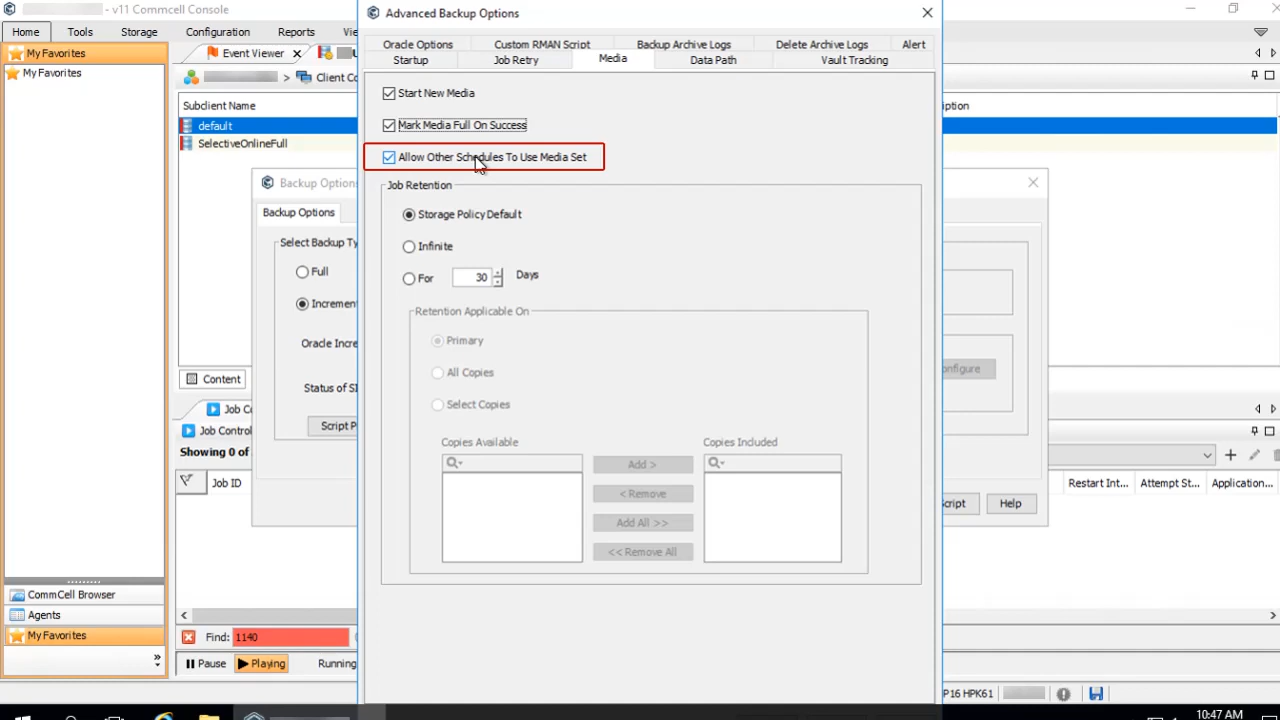 - v11 Commcell Console
Advanced Backup Options
Home Tools Storage Configuration Reports
My Favorites
My Favorites
Event Viewer
Client Co
Subclient Name
default
SelectiveOnlineFull
iption
Oracle Options Custom RMAN Script Backup Archive Logs Delete Archive Logs Alert
Startup Job Retry Media Data Path Vault Tracking
Start New Media
Mark Media Full On Success
Allow Other Schedules To Use Media Set
Job Retention
Storage Policy Default
Infinite
For 30 Days
Retention Applicable On
Primary
All Copies
Select Copies
Copies Available Copies Included
Add >
< Remove
Add All >>
<< Remove All
Backup Options
Backup Options
Select Backup Ty
Full
Increment
Oracle Incre
Status of S
Script P
onfigure
cript Help
Content
Job Co
Job Control
Showing 0 of
Job ID Restart Int... Attempt St... Application...
CommCell Browser
Agents
My Favorites
Find: 1140
Pause Playing Running
P16 HPK61
10:47 AM